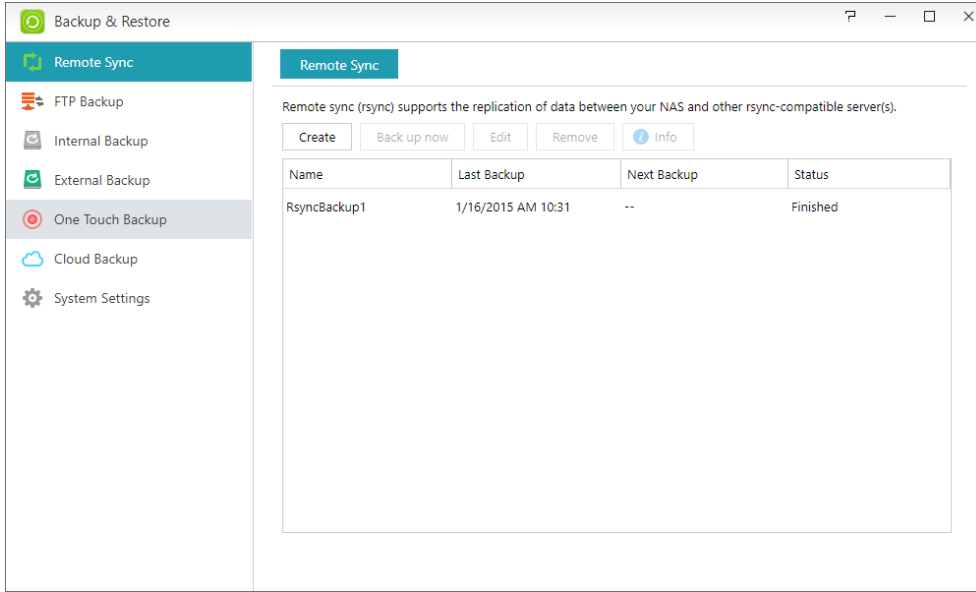 Backup & Restore
Remote Sync
FTP Backup
Internal Backup
External Backup
One Touch Backup
Cloud Backup
System Settings
Remote Sync
Remote sync (rsync) supports the replication of data between your NAS and other rsync-compatible server(s).
Create Back up now Edit Remove i Info
Name Last Backup Next Backup Status
RsyncBackup1 1/16/2015 AM 10:31 -- Finished